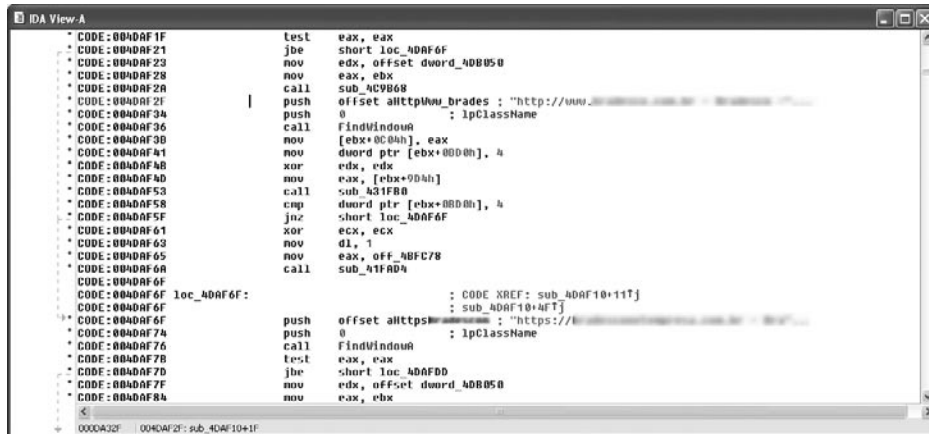 IDA View-A
CODE:004DAF1F test eax, eax
CODE:004DAF21 jbe short loc_4DAF6F
CODE:004DAF23 mov edx, offset dword_4DB050
CODE:004DAF28 mov eax, ebx
CODE:004DAF2A call sub_4C9B68
CODE:004DAF2F push offset aHttpWww_brades ; "http://www.
CODE:004DAF34 push 0 ; lpClassName
CODE:004DAF36 call FindWindowA
CODE:004DAF3B mov [ebx+0C04h], eax
CODE:004DAF41 mov dword ptr [ebx+0BD0h], 4
CODE:004DAF4B xor edx, edx
CODE:004DAF4D mov eax, [ebx+9D4h]
CODE:004DAF53 call sub_431FB0
CODE:004DAF58 cmp dword ptr [ebx+0BD0h], 4
CODE:004DAF5F jnz short loc_4DAF6F
CODE:004DAF61 xor ecx, ecx
CODE:004DAF63 mov dl, 1
CODE:004DAF65 mov eax, off_4BFC78
CODE:004DAF6A call sub_41FAD4
CODE:004DAF6F
CODE:004DAF6F loc_4DAF6F: ; CODE XREF: sub_4DAF10+11↑j
CODE:004DAF6F ; sub_4DAF10+4F↑j
CODE:004DAF6F push offset ; "https://
CODE:004DAF74 push 0 ; lpClassName
CODE:004DAF76 call FindWindowA
CODE:004DAF7B test eax, eax
CODE:004DAF7D jbe short loc_4DAFDD
CODE:004DAF7F mov edx, offset dword_4DB050
CODE:004DAF84 mov eax, ebx
000DA32F 004DAF2F: sub_4DAF10+1F